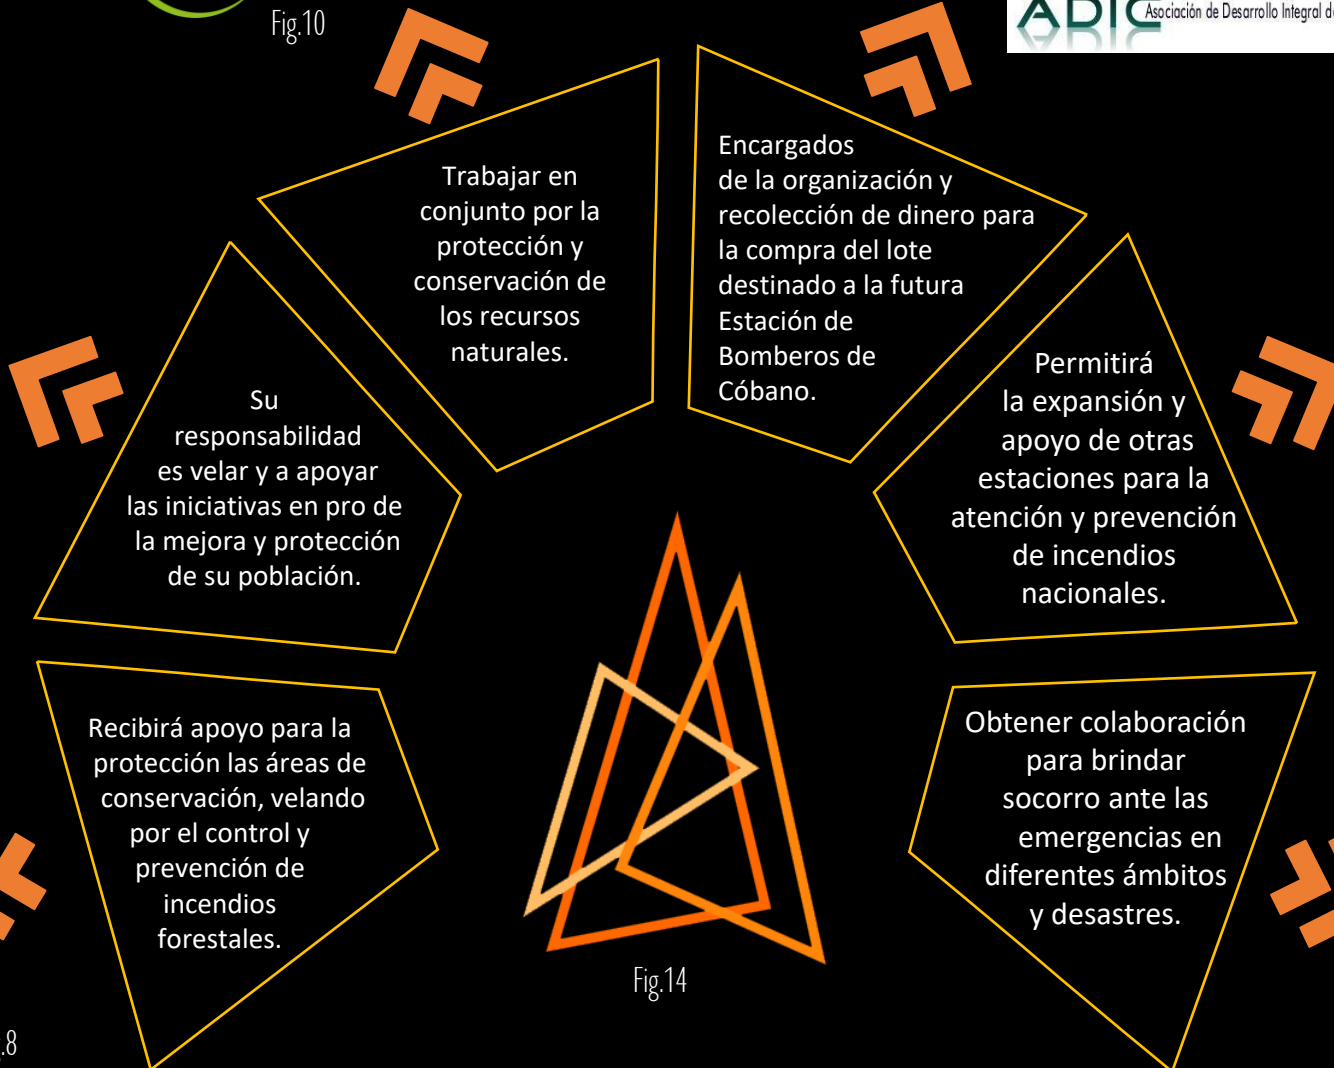 Fig.10
ADIC
Asociación de Desarrollo Integral
Trabajar en
conjunto por la
protección y
conservación de
los recursos
naturales.
Encargados
de la organización y
recolección de dinero para
la compra del lote
destinado a la futura
Estación de
Bomberos de
Cóbano.
Su
responsabilidad
es velar y a apoyar
las iniciativas en pro de
la mejora y protección
de su población.
Permitirá
la expansión y
apoyo de otras
estaciones para la
atención y prevención
de incendios
nacionales.
Recibirá apoyo para la
protección las áreas de
conservación, velando
por el control y
prevención de
incendios
forestales.
Obtener colaboración
para brindar
socorro ante las
emergencias en
diferentes ámbitos
y desastres.
Fig.14
.8